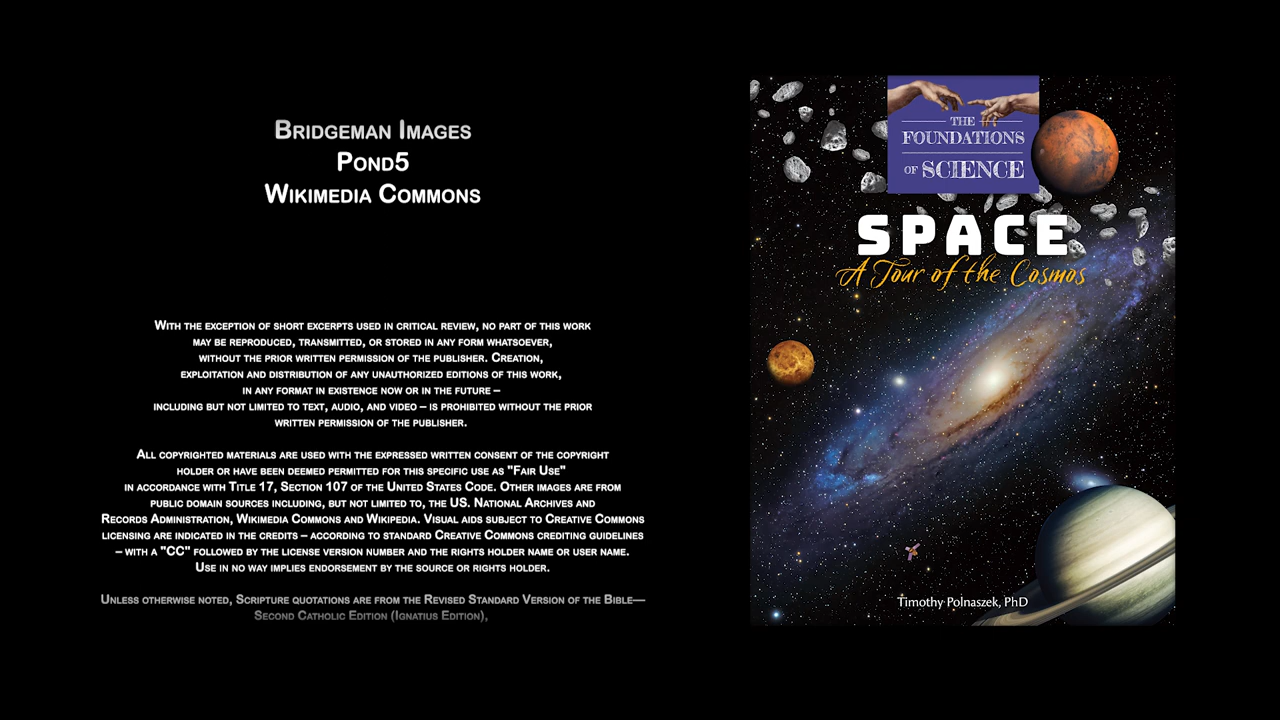 Bridgeman Images
Pond5
Wikimedia Commons
With the exception of short excerpts used in critical review, no part of this work
may be reproduced, transmitted, or stored in any form whatsoever,
without the prior written permission of the publisher. Creation,
exploitation and distribution of any unauthorized editions of this work,
in any format in existence now or in the future –
including but not limited to text, audio, and video – is prohibited without the prior
written permission of the publisher.
All copyrighted materials are used with the expressed written consent of the copyright
holder or have been deemed permitted for this specific use as "Fair Use"
in accordance with Title 17, Section 107 of the United States Code. Other images are from
public domain sources including, but not limited to, the US. National Archives and
Records Administration, Wikimedia Commons and Wikipedia. Visual aids subject to Creative Commons
licensing are indicated in the credits – according to standard Creative Commons crediting guidelines
– with a "CC" followed by the license version number and the rights holder name or user name.
Use in no way implies endorsement by the source or rights holder.
Unless otherwise noted, Scripture quotations are from the Revised Standard Version of the Bible—
Second Catholic Edition (Ignatius Edition),
THE
FOUNDATIONS
OF SCIENCE
SPACE
A Tour of the Cosmos
Timothy Polnaszek, PhD